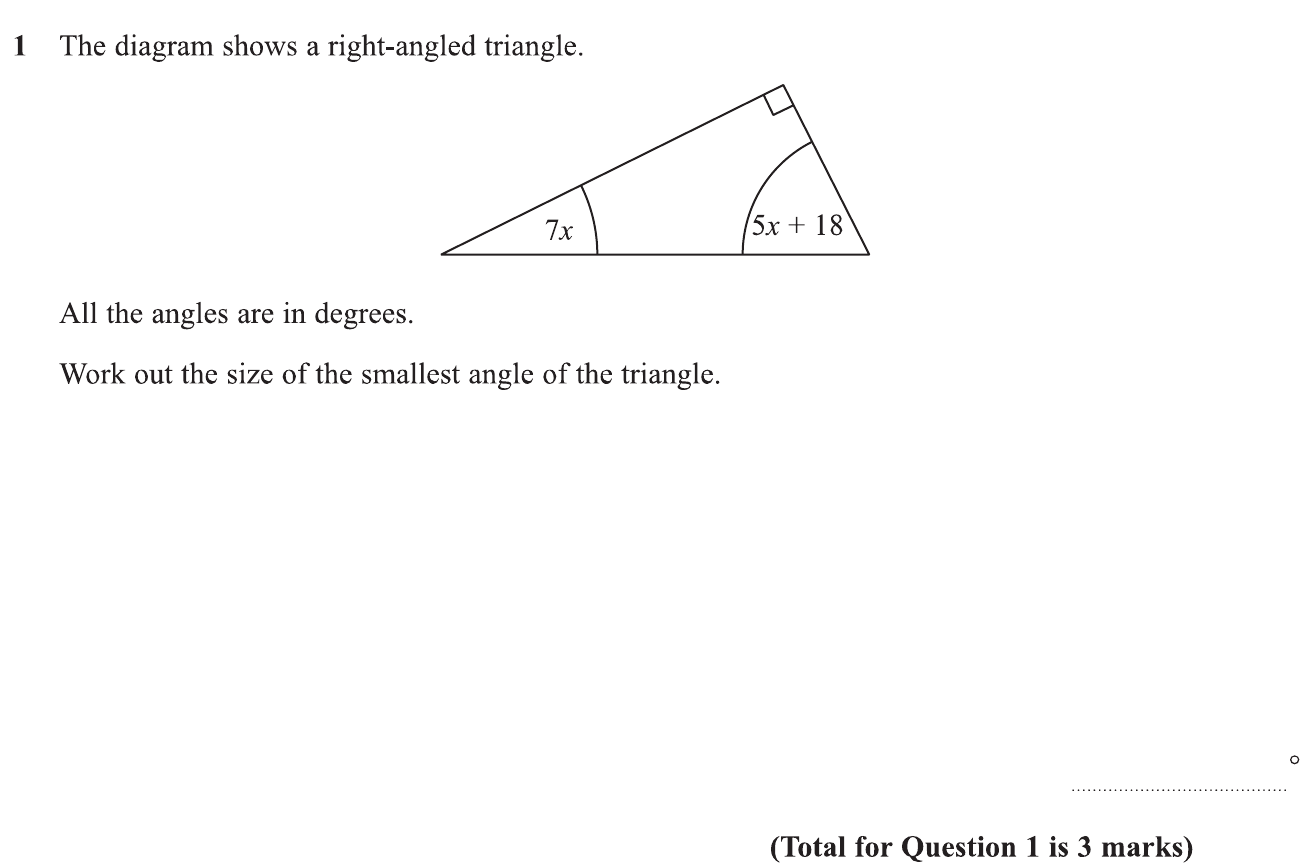 1 The diagram shows a right-angled triangle.
7x
5x + 18
All the angles are in degrees.
Work out the size of the smallest angle of the triangle.
°
(Total for Question 1 is 3 marks)